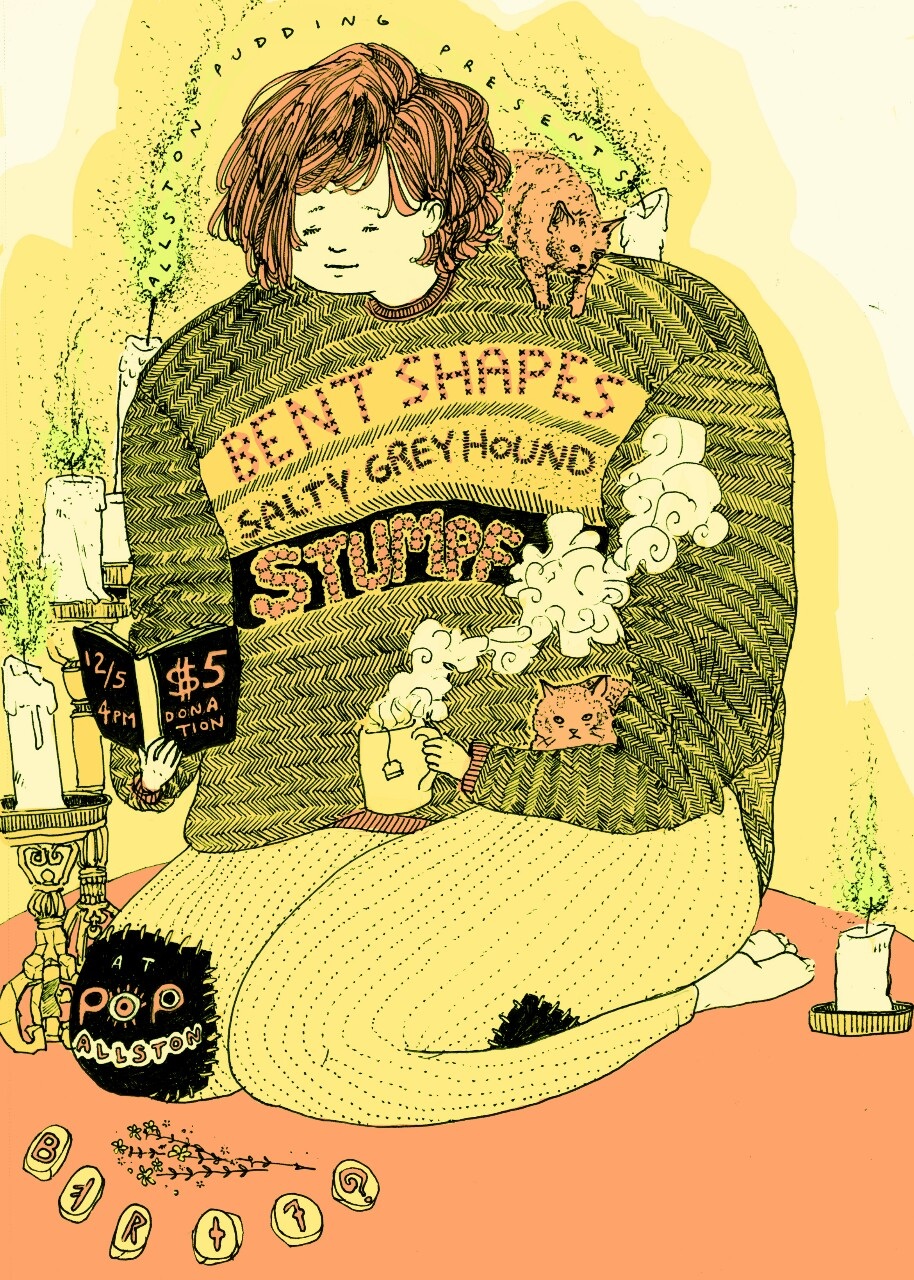 ALLSTON PUDDING PRESENTS
BENT SHAPES
SALTY GREYHOUND
STUMPF
12/5
4PM
$5
DONA
TION
AT
POP
ALLSTON
B
R